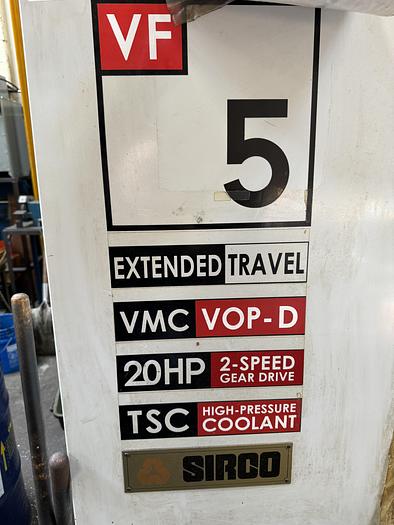 VF
5
EXTENDED TRAVEL
VMC VOP-D
20HP 2-SPEED
GEAR DRIVE
TSC HIGH-PRESSURE
COOLANT
SIRCO